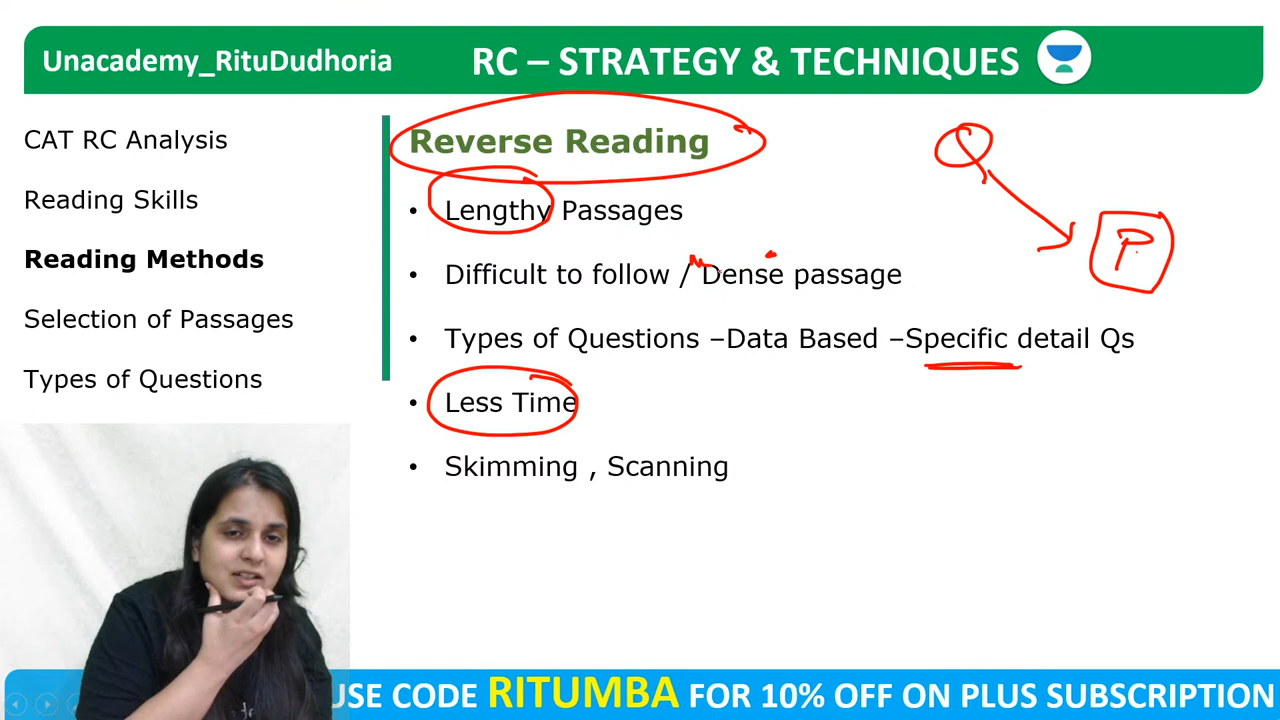 Unacademy_RituDudhoria
RC – STRATEGY & TECHNIQUES
CAT RC Analysis
Reading Skills
Reading Methods
Selection of Passages
Types of Questions
Reverse Reading
• Lengthy Passages
• Difficult to follow / Dense passage
• Types of Questions –Data Based –Specific detail Qs
• Less Time
• Skimming , Scanning
Q
P
USE CODE RITUMBA FOR 10% OFF ON PLUS SUBSCRIPTION